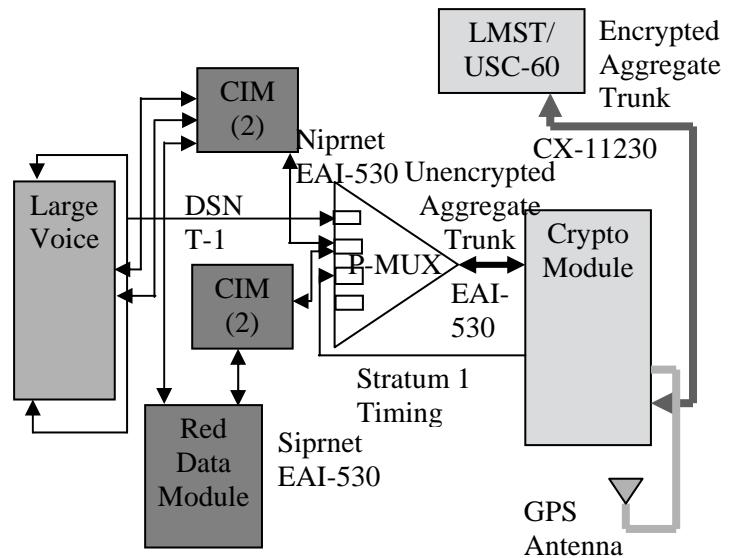 LMST/
USC-60
Encrypted
Aggregate
Trunk
CIM
(2)
Niprnet
EAI-530
CX-11230
Unencrypted
Aggregate
Trunk
Large
Voice
DSN
T-1
P-MUX
Crypto
Module
CIM
(2)
EAI-
530
Stratum 1
Timing
Red
Data
Module
Siprnet
EAI-530
GPS
Antenna